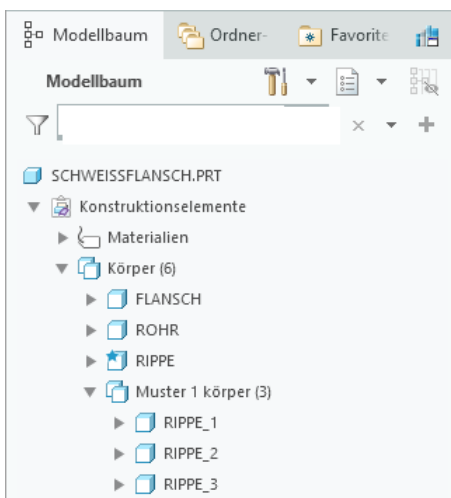 Modellbaum Ordner- Favorite
Modellbaum
SCHWEISSFLANSCH.PRT
Konstruktionselemente
Materialien
Körper (6)
FLANSCH
ROHR
RIPPE
Muster 1 körper (3)
RIPPE_1
RIPPE_2
RIPPE_3